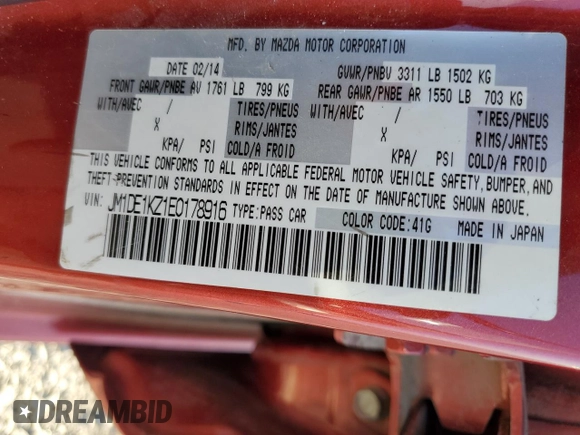 MFD. BY MAZDA MOTOR CORPORATION
DATE 02/14 GVWR/PNBV 3311 LB 1502 KG
FRONT GAWR/PNBE AV 1761 LB 799 KG REAR GAWR/PNBE AR 1550 LB 703 KG
WITH/AVEC / TIRES/PNEUS WITH/AVEC / TIRES/PNEUS
X RIMS/JANTES X RIMS/JANTES
KPA/ PSI COLD/A FROID KPA/ PSI COLD/A FROID
THIS VEHICLE CONFORMS TO ALL APPLICABLE FEDERAL MOTOR VEHICLE SAFETY, BUMPER, AND
THEFT-PREVENTION STANDARDS IN EFFECT ON THE DATE OF MANUFACTURE SHOWN ABOVE.
VIN: JM1DE1KZ1E0178916 TYPE: PASS CAR COLOR CODE: 41G MADE IN JAPAN
DREAMBID